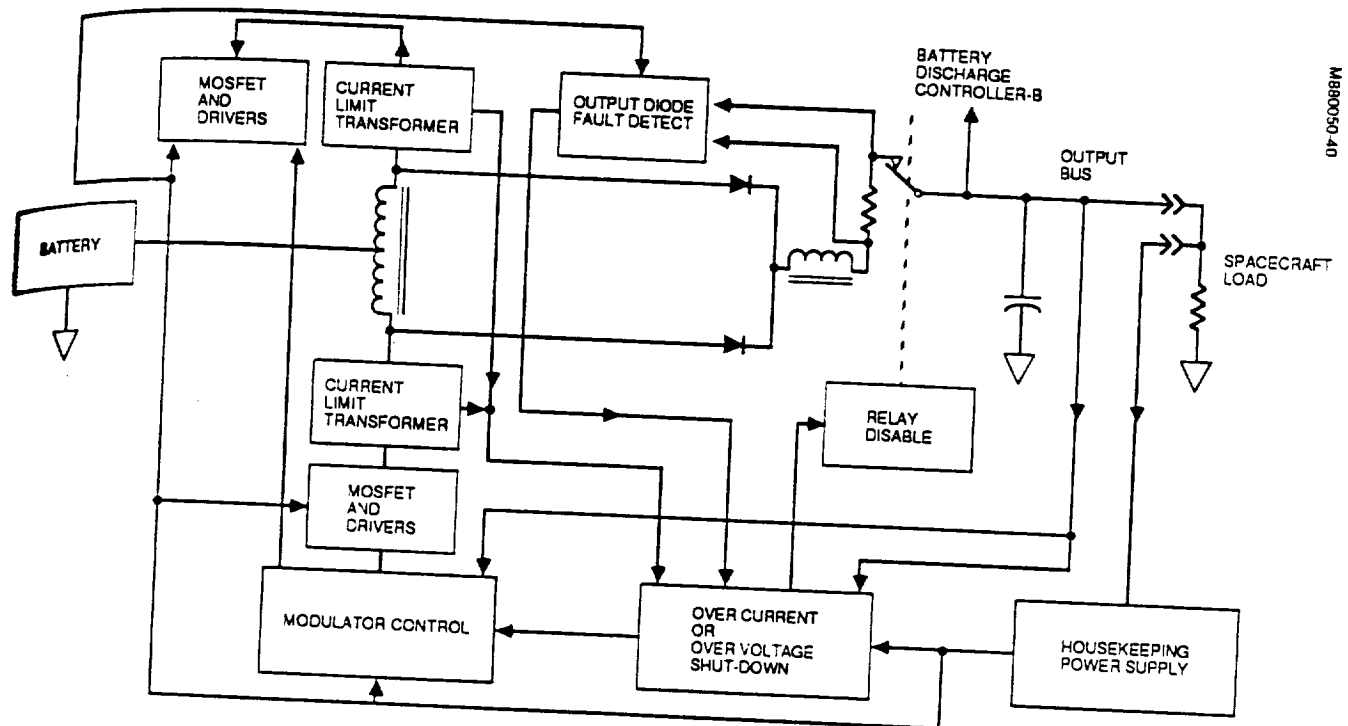 MOSFET
AND
DRIVERS
CURRENT
LIMIT
TRANSFORMER
OUTPUT DIODE
FAULT DETECT
BATTERY
DISCHARGE
CONTROLLER-B
M880050-40
OUTPUT
BUS
BATTERY
SPACECRAFT
LOAD
CURRENT
LIMIT
TRANSFORMER
RELAY
DISABLE
MOSFET
AND
DRIVERS
MODULATOR CONTROL
OVER CURRENT
OR
OVER VOLTAGE
SHUT-DOWN
HOUSEKEEPING
POWER SUPPLY